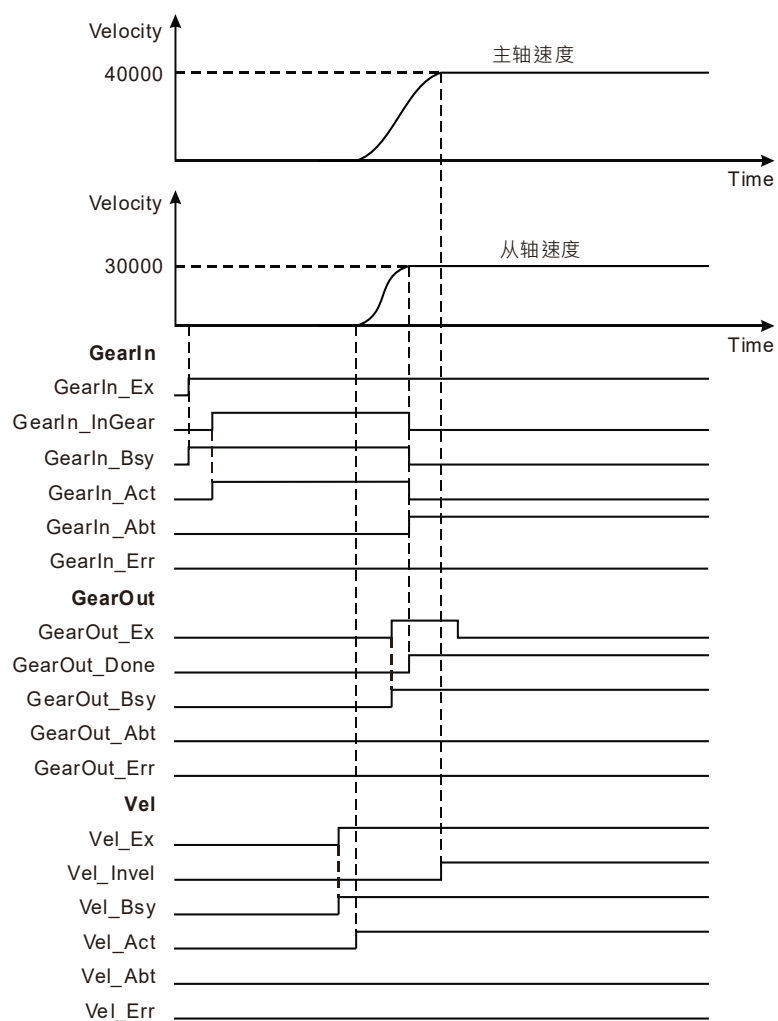 Velocity
主轴速度
40000
Time
Velocity
从轴速度
30000
Time
GearIn
GearIn_Ex
GearIn_InGear
GearIn_Bsy
GearIn_Act
GearIn_Abt
GearIn_Err
GearOut
GearOut_Ex
GearOut_Done
GearOut_Bsy
GearOut_Abt
GearOut_Err
Vel
Vel_Ex
Vel_Invel
Vel_Bsy
Vel_Act
Vel_Abt
Vel_Err